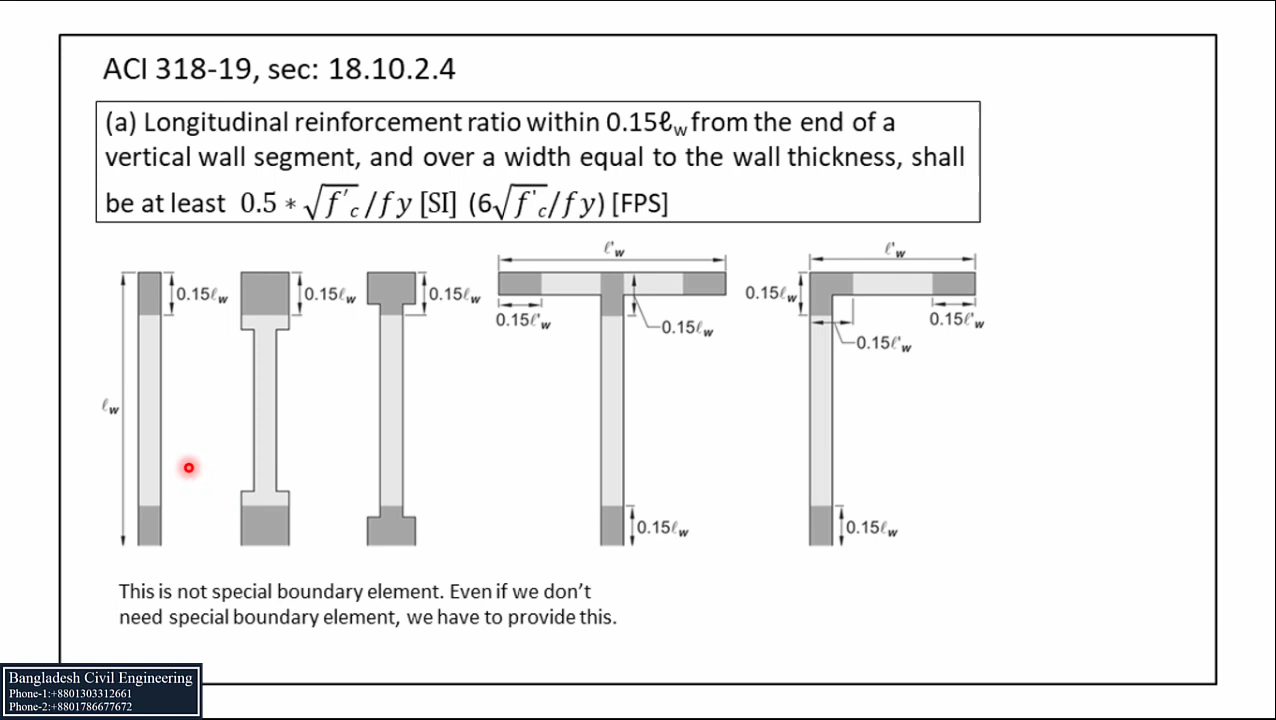 ACI 318-19, sec: 18.10.2.4
(a) Longitudinal reinforcement ratio within 0.15ℓw from the end of a
vertical wall segment, and over a width equal to the wall thickness, shall
be at least 0.5 * √f'c /fy [SI] (6√f'c/fy) [FPS]
ℓ'w ℓ'w
0.15ℓw 0.15ℓw 0.15ℓw 0.15ℓw
0.15ℓ'w 0.15ℓw 0.15ℓ'w
0.15ℓ'w
ℓw
0.15ℓw 0.15ℓw
This is not special boundary element. Even if we don't
need special boundary element, we have to provide this.
Bangladesh Civil Engineering
Phone-1:+8801303312661
Phone-2:+8801786677672